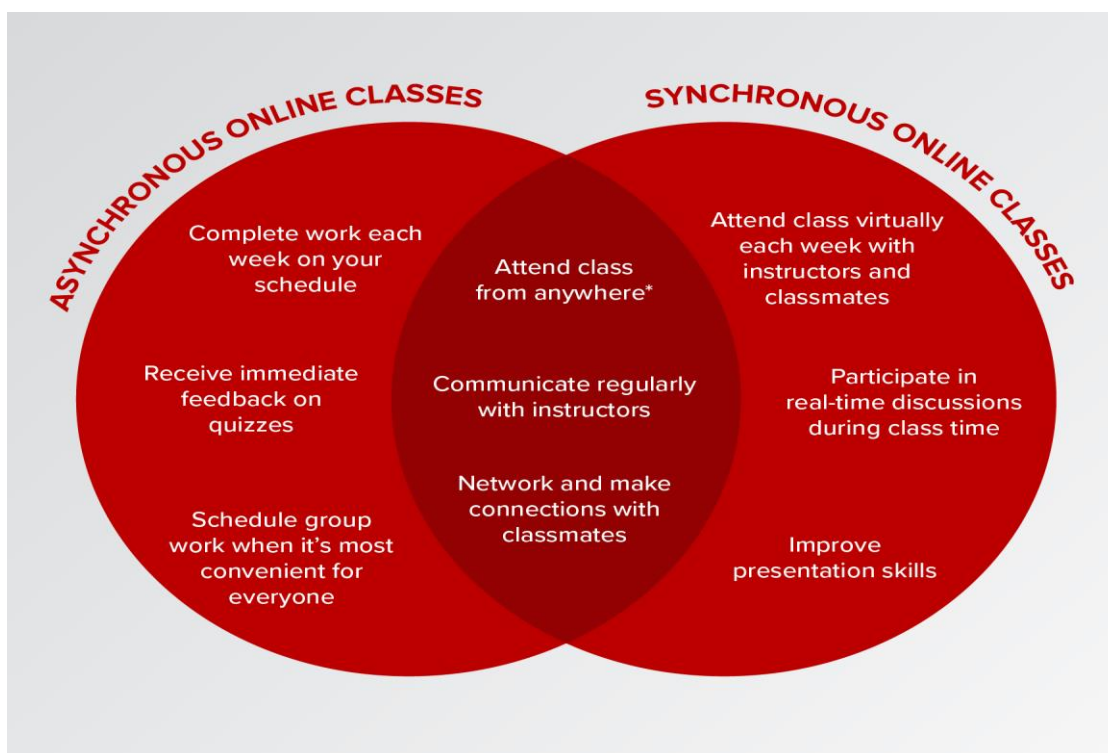 ASYNCHRONOUS ONLINE CLASSES
SYNCHRONOUS ONLINE CLASSES
Complete work each
week on your
schedule
Receive immediate
feedback on
quizzes
Schedule group
work when it's most
convenient for
everyone
Attend class
from anywhere*
Communicate regularly
with instructors
Network and make
connections with
classmates
Attend class virtually
each week with
instructors and
classmates
Participate in
real-time discussions
during class time
Improve
presentation skills